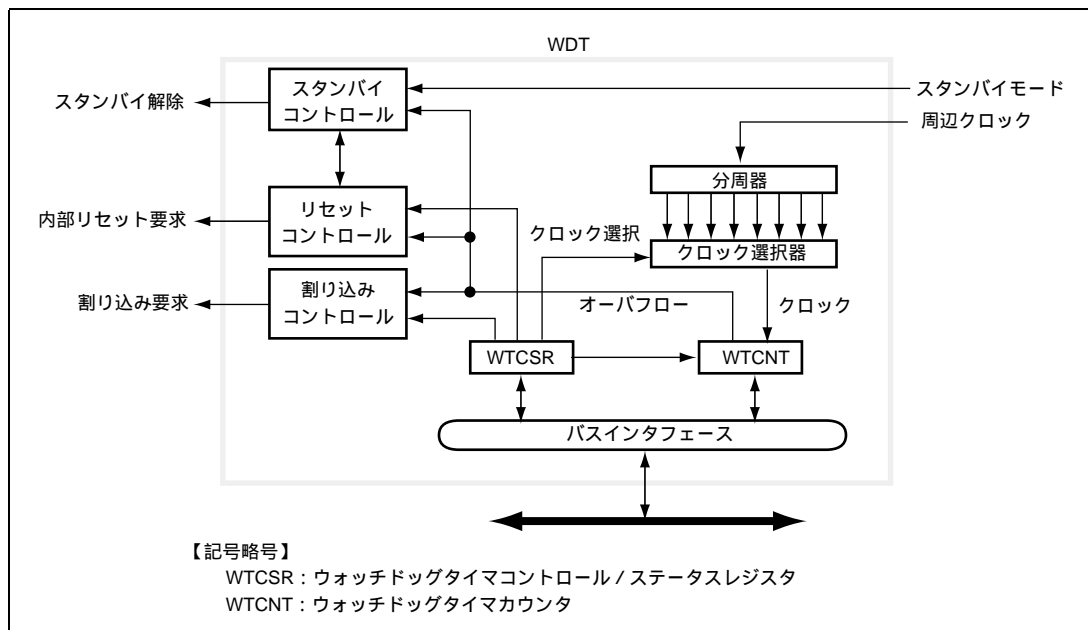 WDT
スタンバイ
コントロール
スタンバイ解除
スタンバイモード
周辺クロック
分周器
リセット
コントロール
内部リセット要求
クロック選択
クロック選択器
割り込み
コントロール
割り込み要求
オーバフロー
クロック
WTCSR
WTCNT
バスインタフェース
【記号略号】
WTCSR：ウォッチドッグタイマコントロール / ステータスレジスタ
WTCNT：ウォッチドッグタイマカウンタ